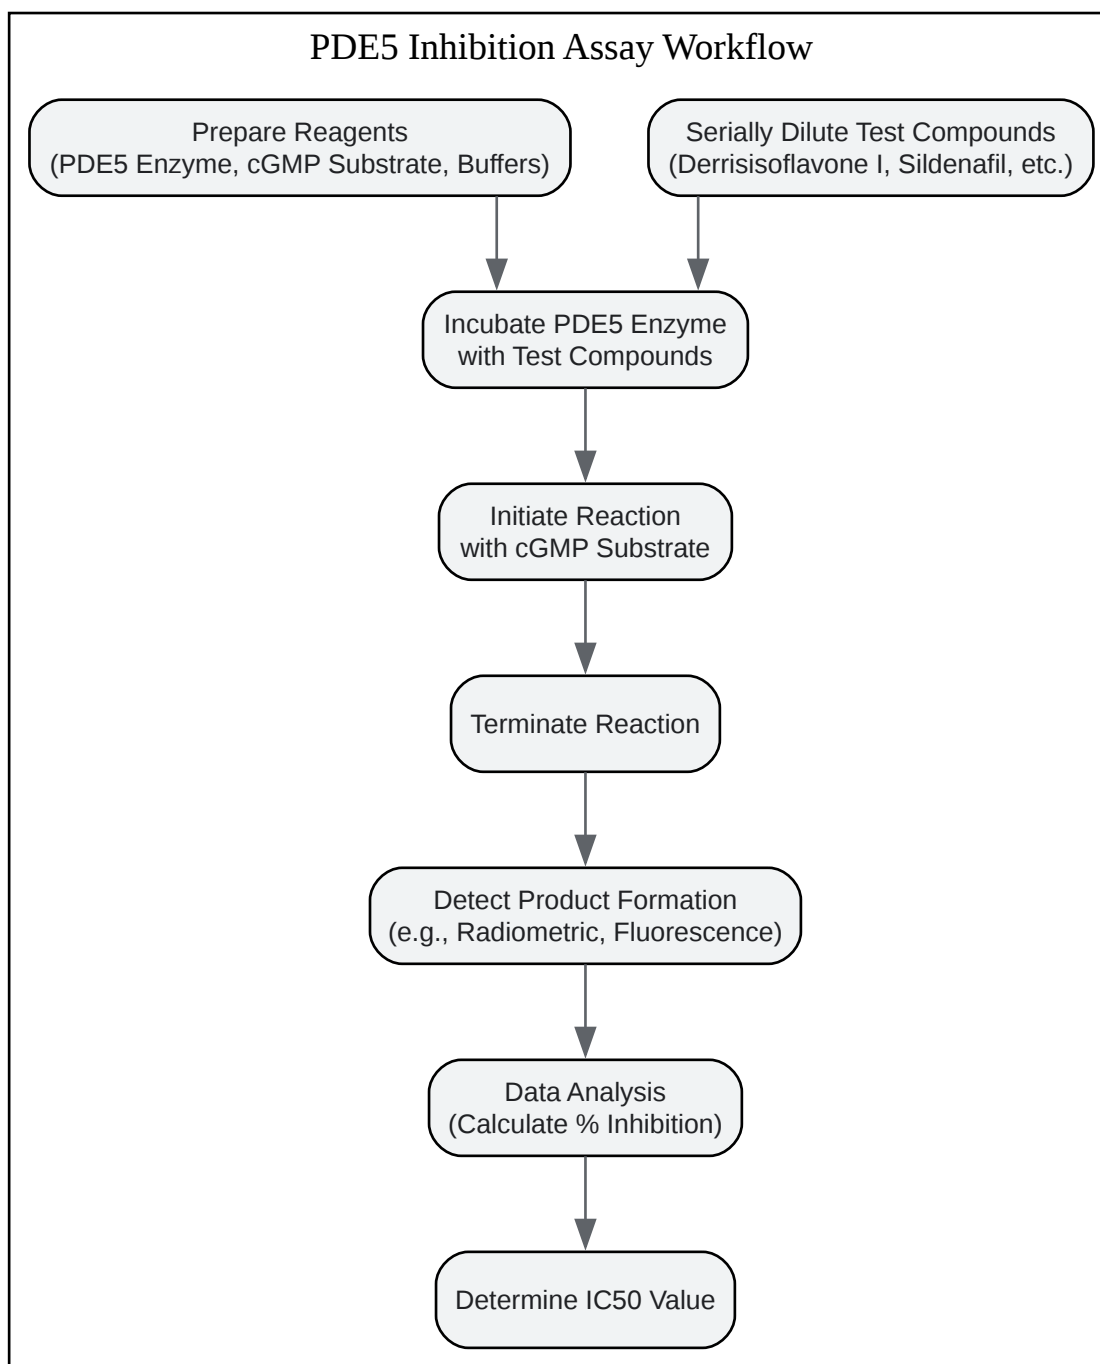 PDE5 Inhibition Assay Workflow
Prepare Reagents
(PDE5 Enzyme, cGMP Substrate, Buffers)
Serially Dilute Test Compounds
(Derrisisoflavone I, Sildenafil, etc.)
Incubate PDE5 Enzyme
with Test Compounds
Initiate Reaction
with cGMP Substrate
Terminate Reaction
Detect Product Formation
(e.g., Radiometric, Fluorescence)
Data Analysis
(Calculate % Inhibition)
Determine IC50 Value